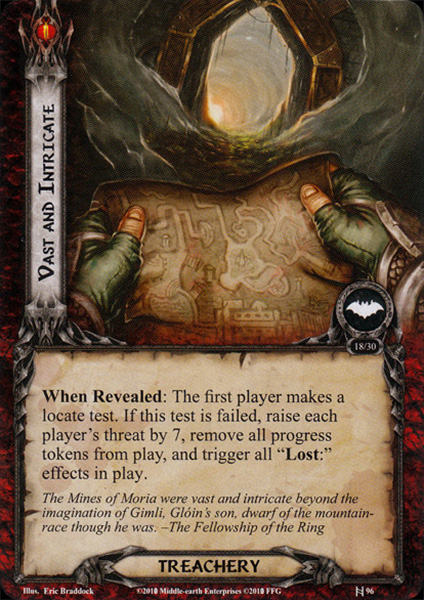 VAST AND INTRICATE
18/30
When Revealed: The first player makes a
locate test. If this test is failed, raise each
player's threat by 7, remove all progress
tokens from play, and trigger all “Lost:”
effects in play.
The Mines of Moria were vast and intricate beyond the
imagination of Gimli, Glóin's son, dwarf of the mountain-
race though he was. –The Fellowship of the Ring
TREACHERY
Illus. Eric Braddock ©2010 Middle-earth Enterprises ©2010 FFG 96